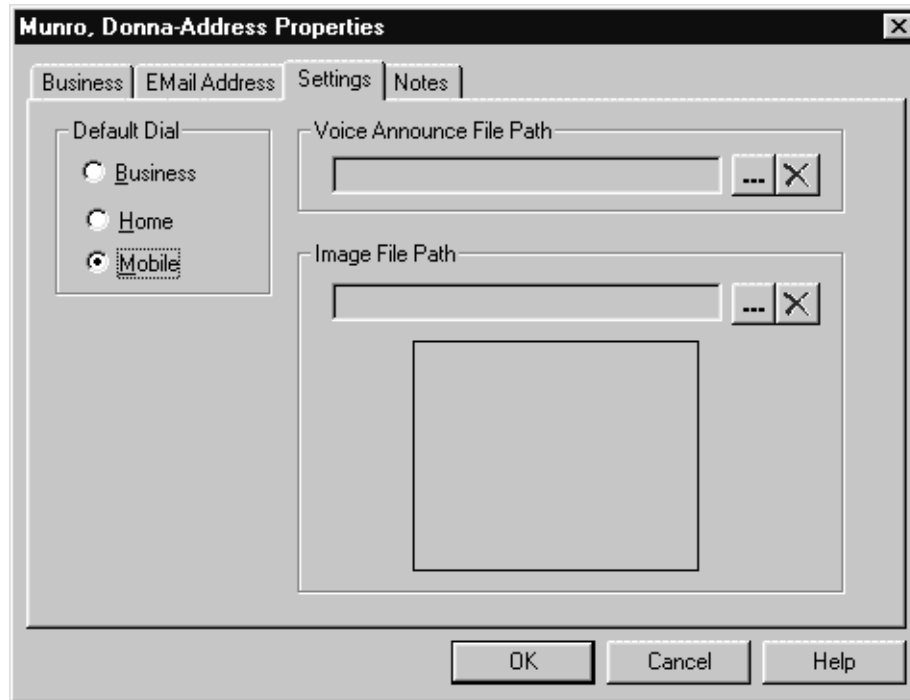 Munro, Donna-Address Properties
Business EMail Address Settings Notes
Default Dial
Business
Home
Mobile
Voice Announce File Path
...
Image File Path
...
OK Cancel Help